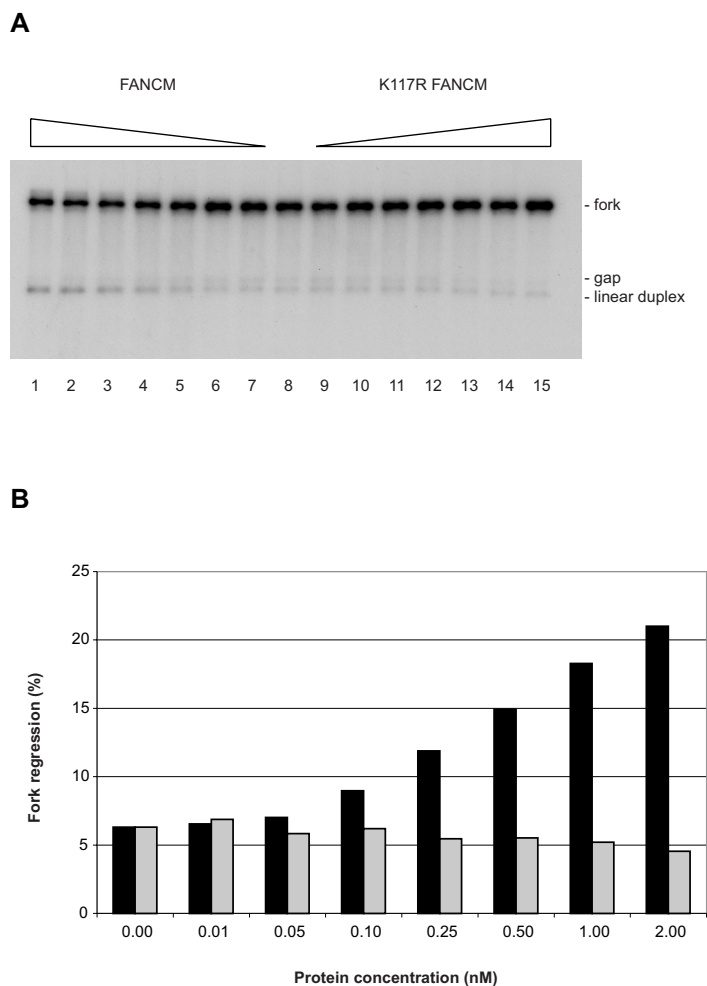 A
FANCM K117R FANCM
- fork
- gap
- linear duplex
1 2 3 4 5 6 7 8 9 10 11 12 13 14 15
B
25
20
15
10
5
0
Fork regression (%)
0.00 0.01 0.05 0.10 0.25 0.50 1.00 2.00
Protein concentration (nM)